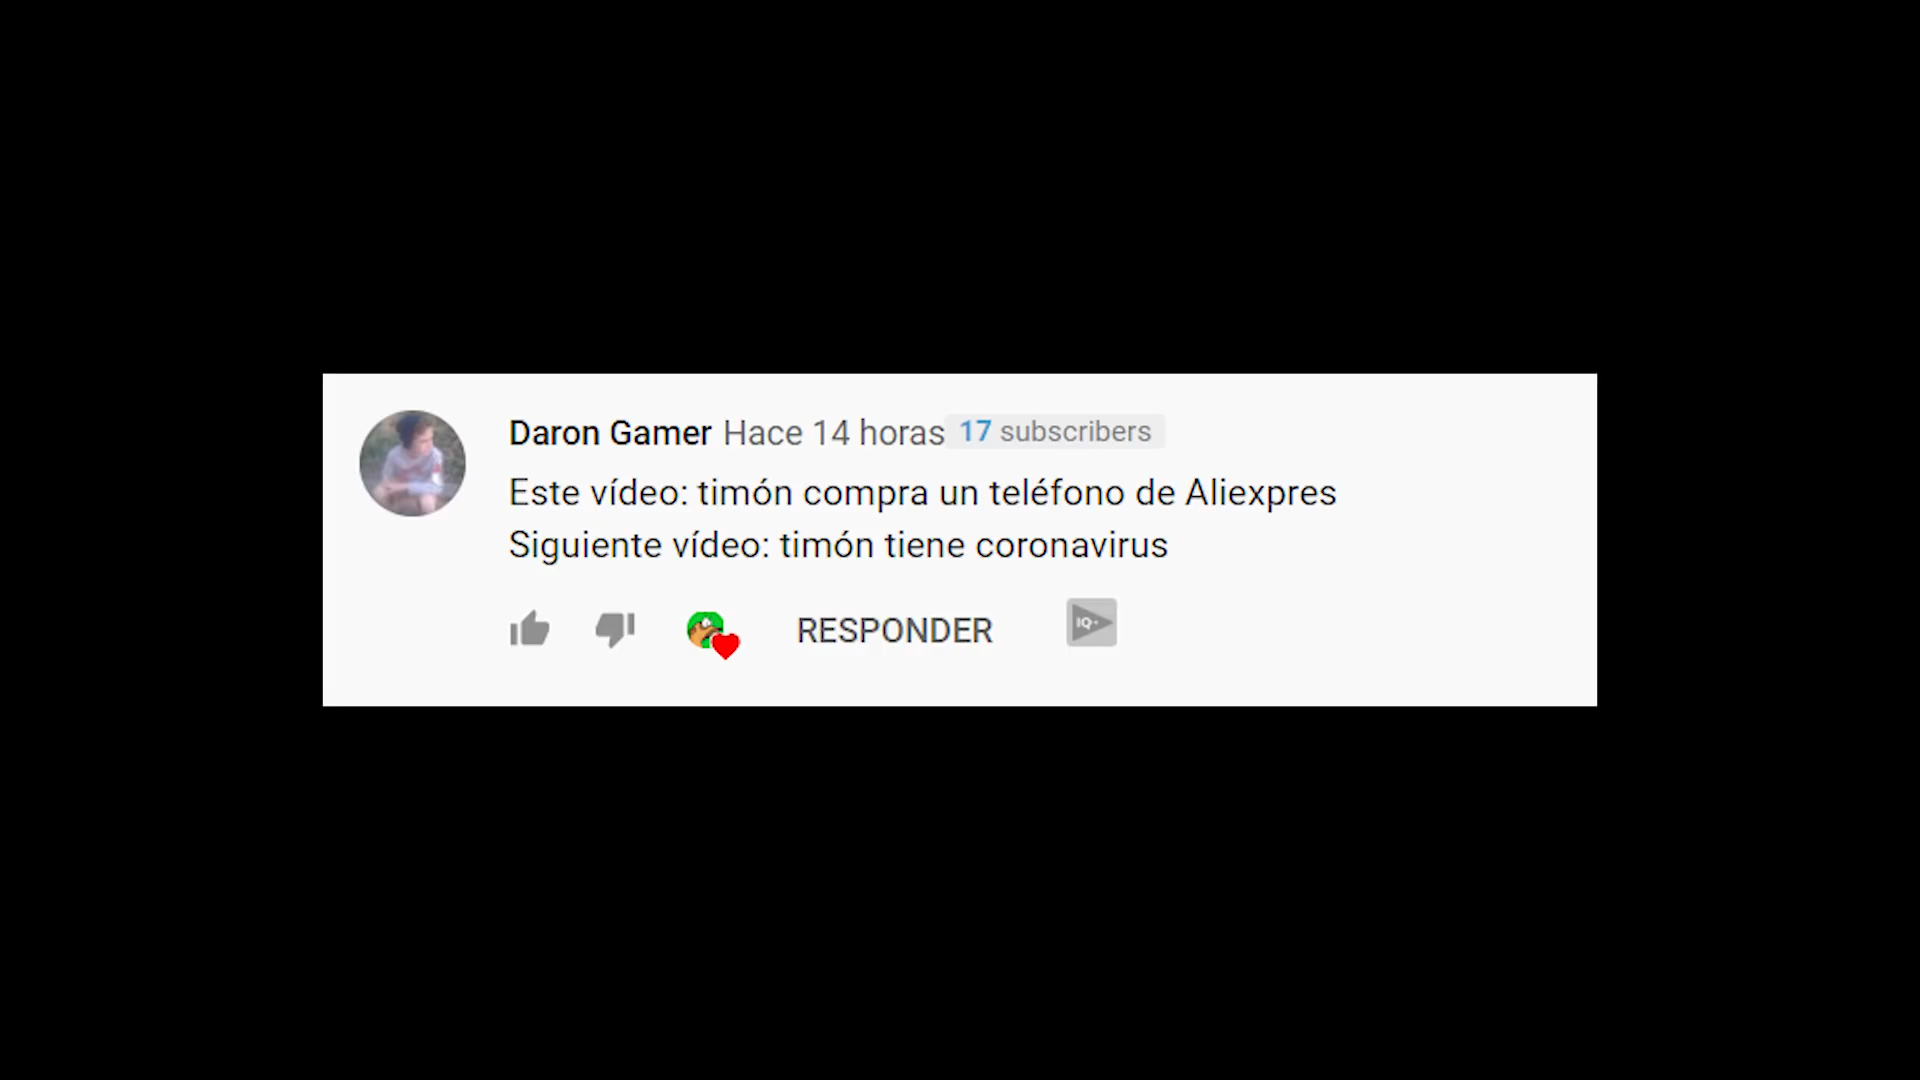 Daron Gamer Hace 14 horas 17 subscribers
Este vídeo: timón compra un teléfono de Aliexpres
Siguiente vídeo: timón tiene coronavirus
RESPONDER IQ